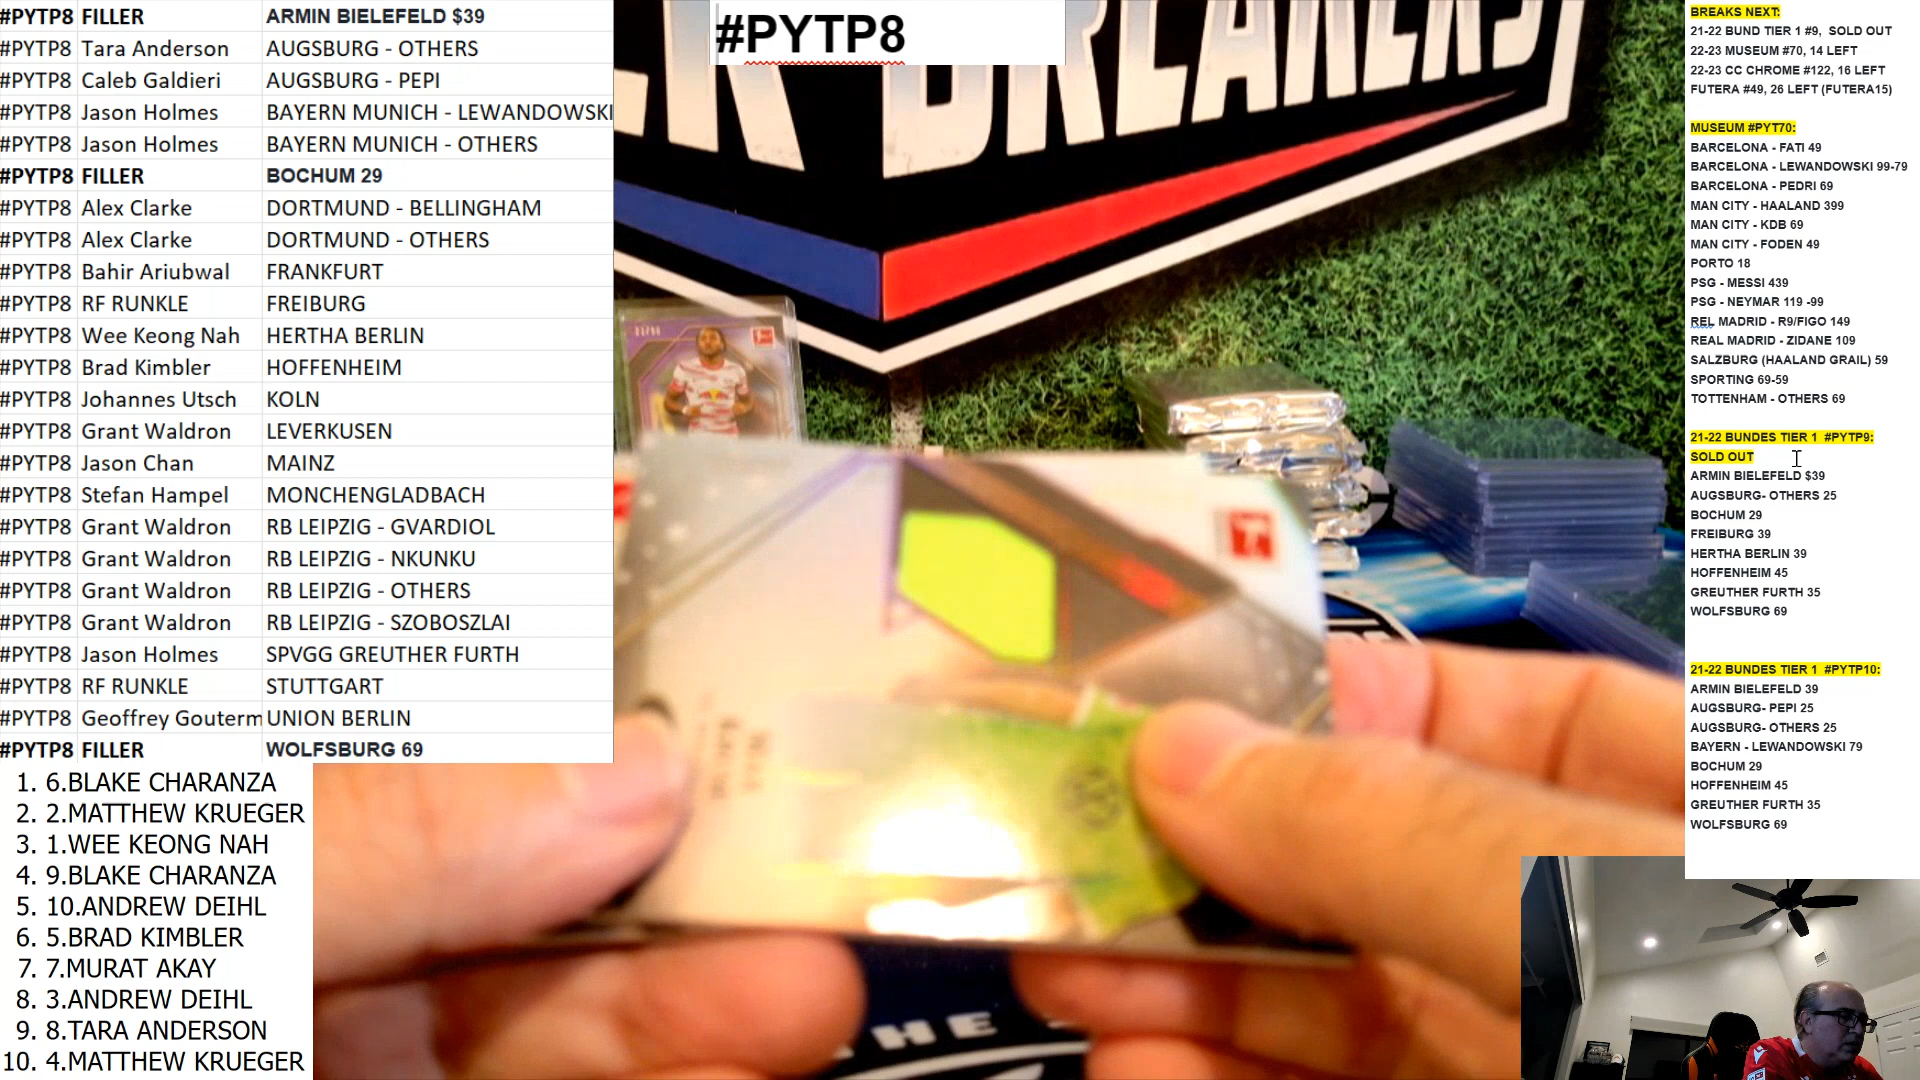 #PYTP8 FILLER ARMIN BIELEFELD $39
#PYTP8 Tara Anderson AUGSBURG - OTHERS
#PYTP8 Caleb Galdieri AUGSBURG - PEPI
#PYTP8 Jason Holmes BAYERN MUNICH - LEWANDOWSKI
#PYTP8 Jason Holmes BAYERN MUNICH - OTHERS
#PYTP8 FILLER BOCHUM 29
#PYTP8 Alex Clarke DORTMUND - BELLINGHAM
#PYTP8 Alex Clarke DORTMUND - OTHERS
#PYTP8 Bahir Ariubwal FRANKFURT
#PYTP8 RF RUNKLE FREIBURG
#PYTP8 Wee Keong Nah HERTHA BERLIN
#PYTP8 Brad Kimbler HOFFENHEIM
#PYTP8 Johannes Utsch KOLN
#PYTP8 Grant Waldron LEVERKUSEN
#PYTP8 Jason Chan MAINZ
#PYTP8 Stefan Hampel MONCHENGLADBACH
#PYTP8 Grant Waldron RB LEIPZIG - GVARDIOL
#PYTP8 Grant Waldron RB LEIPZIG - NKUNKU
#PYTP8 Grant Waldron RB LEIPZIG - OTHERS
#PYTP8 Grant Waldron RB LEIPZIG - SZOBOSZLAI
#PYTP8 Jason Holmes SPVGG GREUTHER FURTH
#PYTP8 RF RUNKLE STUTTGART
#PYTP8 Geoffrey Gouterm UNION BERLIN
#PYTP8 FILLER WOLFSBURG 69
1. 6.BLAKE CHARANZA
2. 2.MATTHEW KRUEGER
3. 1.WEE KEONG NAH
4. 9.BLAKE CHARANZA
5. 10.ANDREW DEIHL
6. 5.BRAD KIMBLER
7. 7.MURAT AKAY
8. 3.ANDREW DEIHL
9. 8.TARA ANDERSON
10. 4.MATTHEW KRUEGER
#PYTP8
BREAKERS
THE
BREAKS NEXT:
21-22 BUND TIER 1 #9, SOLD OUT
22-23 MUSEUM #70, 14 LEFT
22-23 CC CHROME #122, 16 LEFT
FUTERA #49, 26 LEFT (FUTERA15)
MUSEUM #PYT70:
BARCELONA - FATI 49
BARCELONA - LEWANDOWSKI 99-79
BARCELONA - PEDRI 69
MAN CITY - HAALAND 399
MAN CITY - KDB 69
MAN CITY - FODEN 49
PORTO 18
PSG - MESSI 439
PSG - NEYMAR 119 -99
REL MADRID - R9/FIGO 149
REAL MADRID - ZIDANE 109
SALZBURG (HAALAND GRAIL) 59
SPORTING 69-59
TOTTENHAM - OTHERS 69
21-22 BUNDES TIER 1 #PYTP9:
SOLD OUT
ARMIN BIELEFELD $39
AUGSBURG- OTHERS 25
BOCHUM 29
FREIBURG 39
HERTHA BERLIN 39
HOFFENHEIM 45
GREUTHER FURTH 35
WOLFSBURG 69
21-22 BUNDES TIER 1 #PYTP10:
ARMIN BIELEFELD 39
AUGSBURG- PEPI 25
AUGSBURG- OTHERS 25
BAYERN - LEWANDOWSKI 79
BOCHUM 29
HOFFENHEIM 45
GREUTHER FURTH 35
WOLFSBURG 69